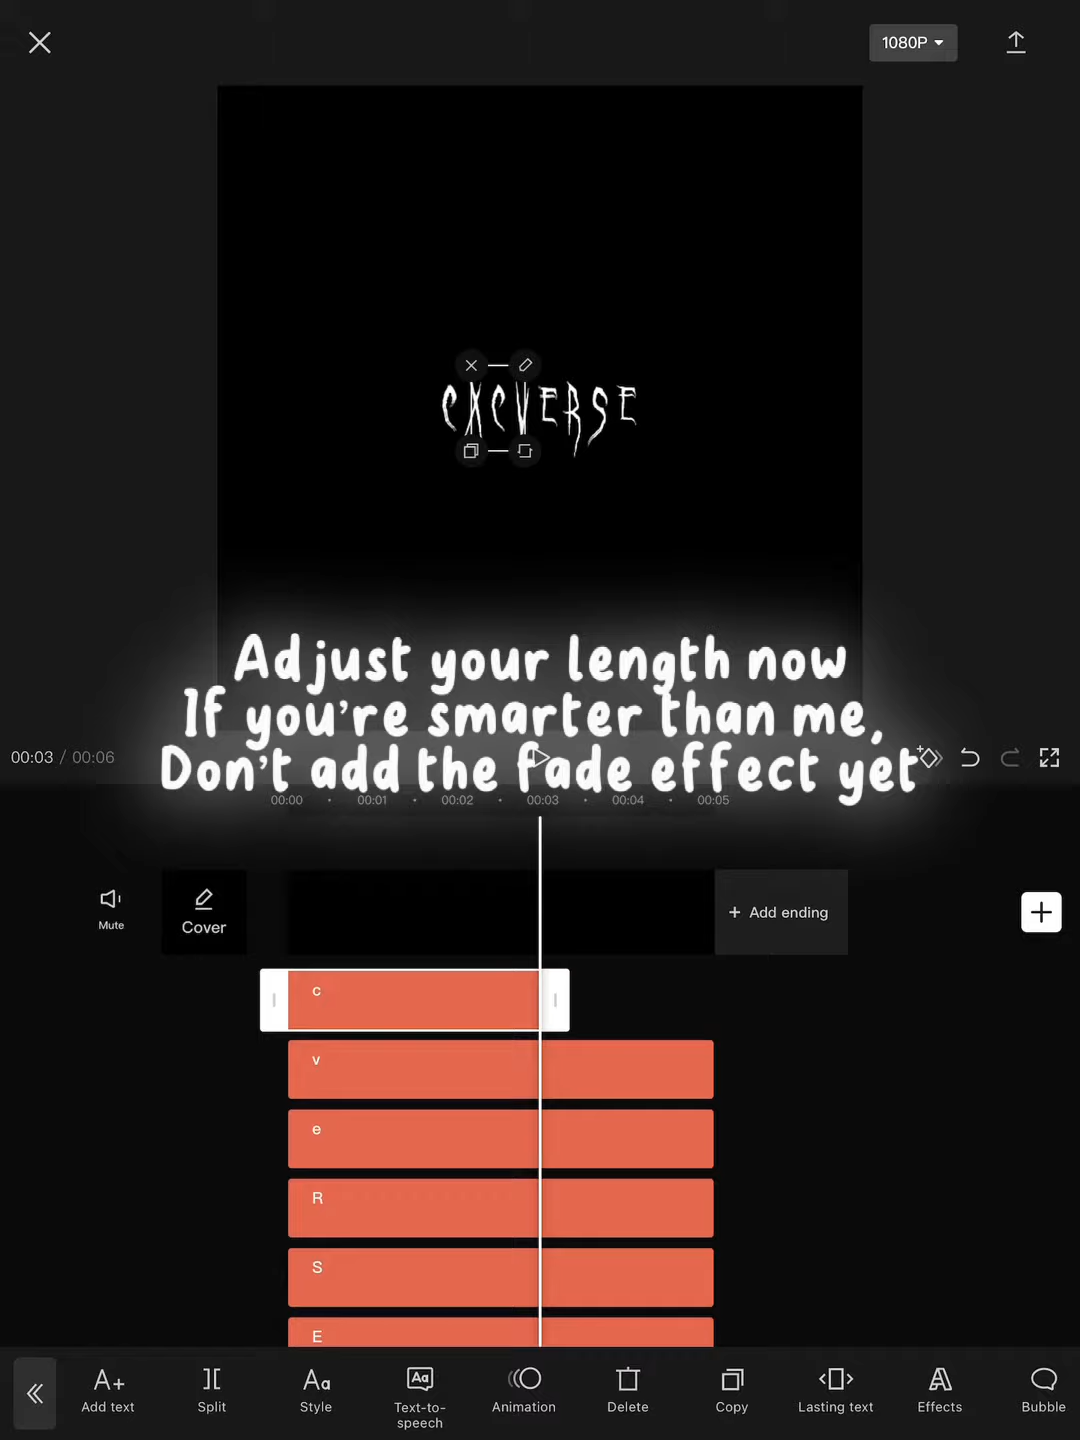 1080P
eXcVERSE
Adjust your length now
If you're smarter than me,
Don't add the fade effect yet
00:03 / 00:06
00:00 00:01 00:02 00:03 00:04 00:05
Mute
Cover
+ Add ending
c
v
e
R
S
E
Add text
Split
Style
Text-to-
speech
Animation
Delete
Copy
Lasting text
Effects
Bubble